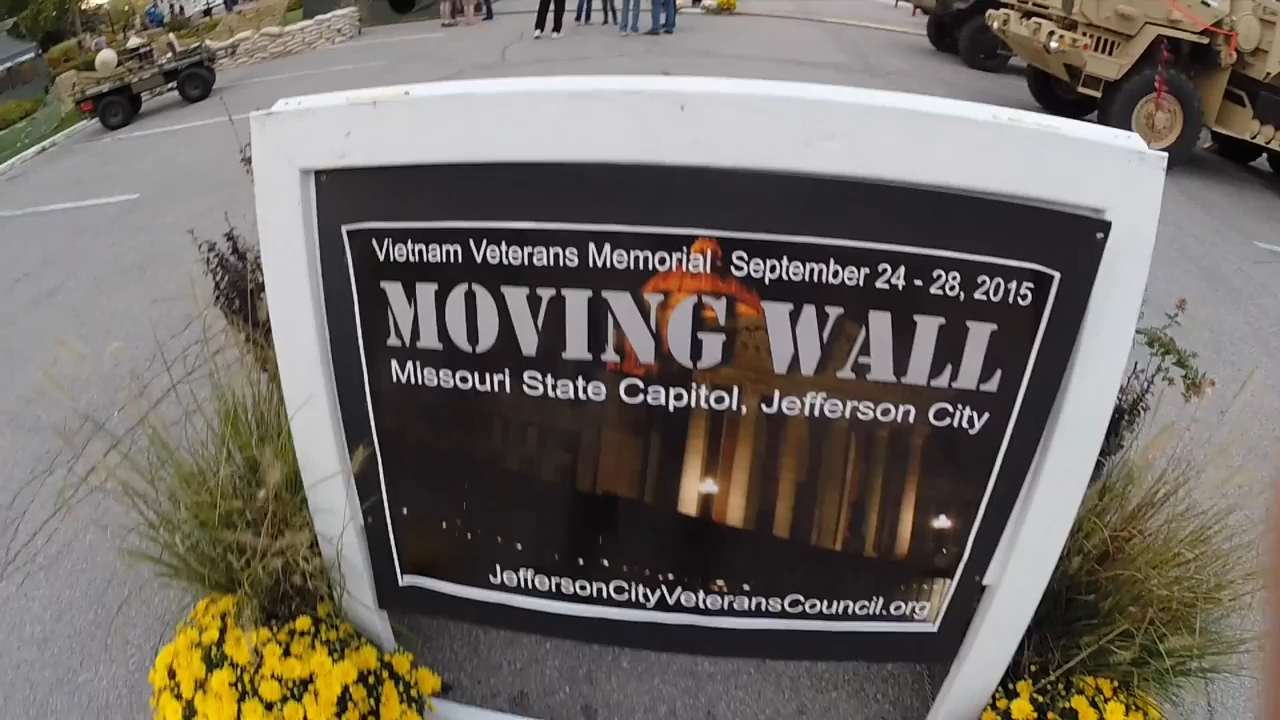 Vietnam Veterans Memorial September 24 - 28, 2015
MOVING WALL
Missouri State Capitol, Jefferson City
JeffersonCityVeteransCouncil.org